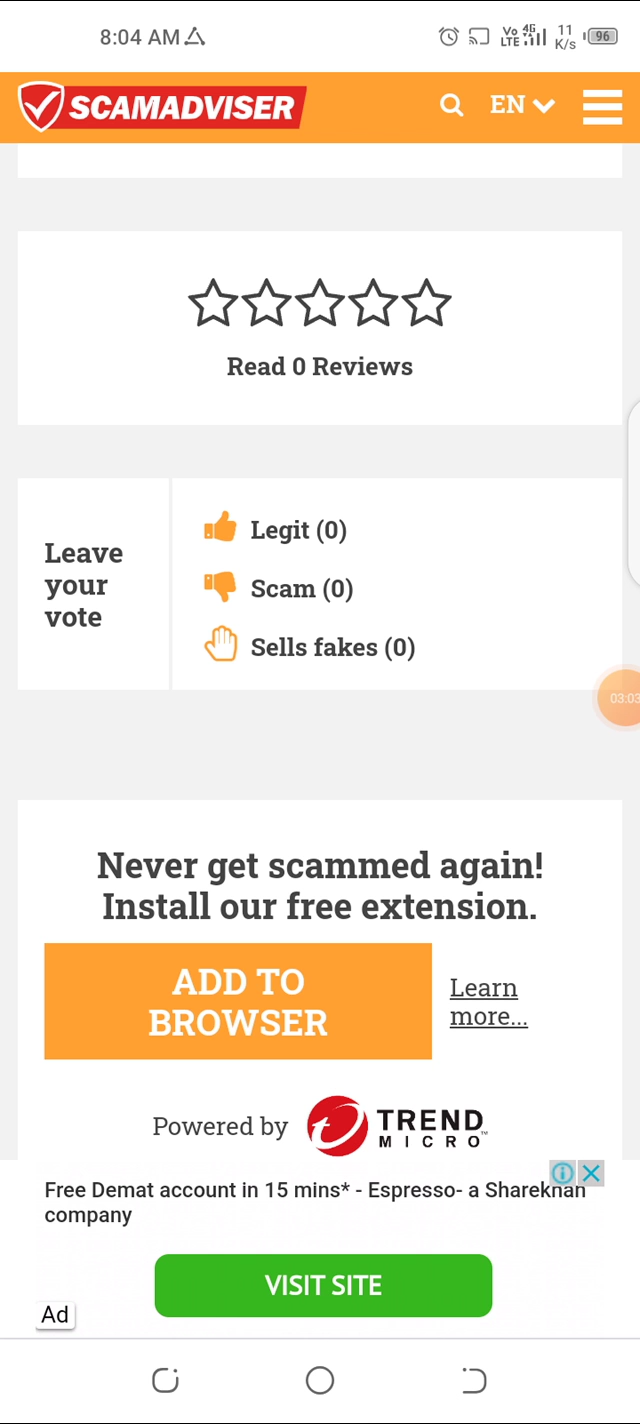 8:04 AM
Vo LTE 4G 11 K/s 96
SCAMADVISER EN
Read 0 Reviews
Leave your vote
Legit (0)
Scam (0)
Sells fakes (0)
03:03
Never get scammed again!
Install our free extension.
ADD TO
BROWSER
Learn
more...
Powered by TREND MICRO™
Free Demat account in 15 mins* - Espresso- a Sharekhan
company
VISIT SITE
Ad